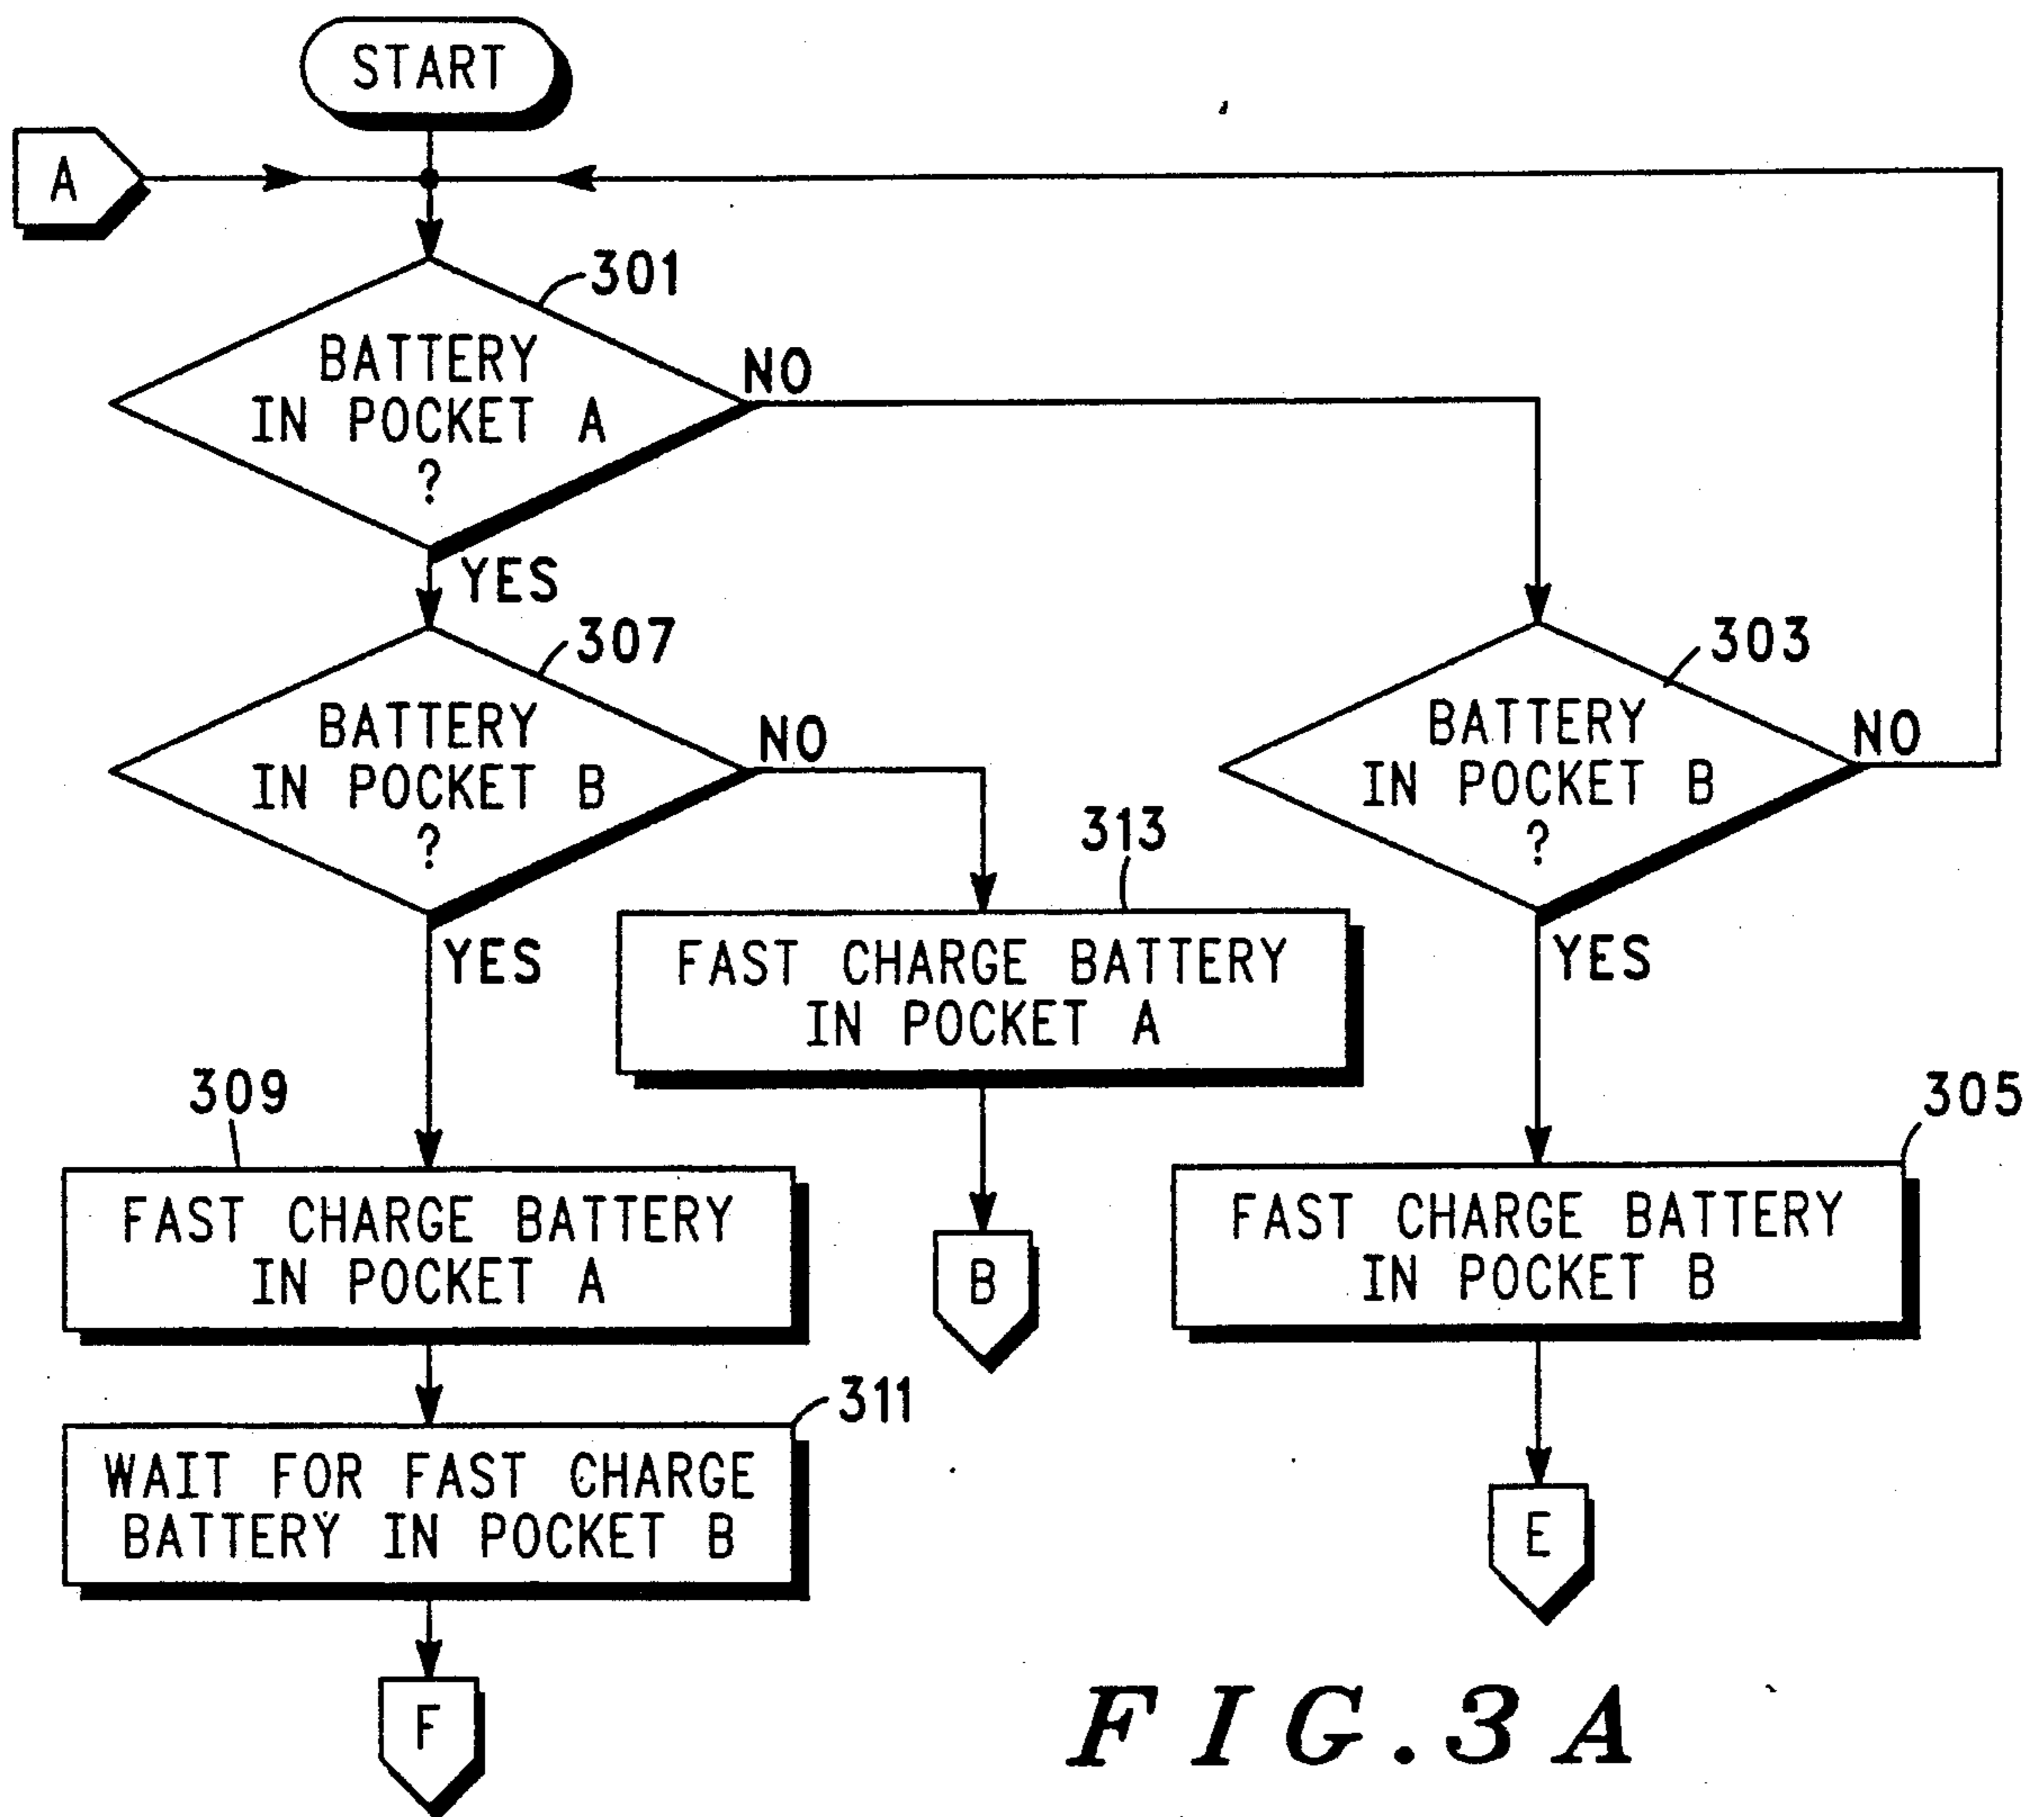 START
A
301
BATTERY
IN POCKET A
?
NO
YES
307
BATTERY
IN POCKET B
?
NO
YES
303
BATTERY
IN POCKET B
?
NO
YES
313
FAST CHARGE BATTERY
IN POCKET A
B
309
FAST CHARGE BATTERY
IN POCKET A
305
FAST CHARGE BATTERY
IN POCKET B
E
311
WAIT FOR FAST CHARGE
BATTERY IN POCKET B
F
FIG.3A